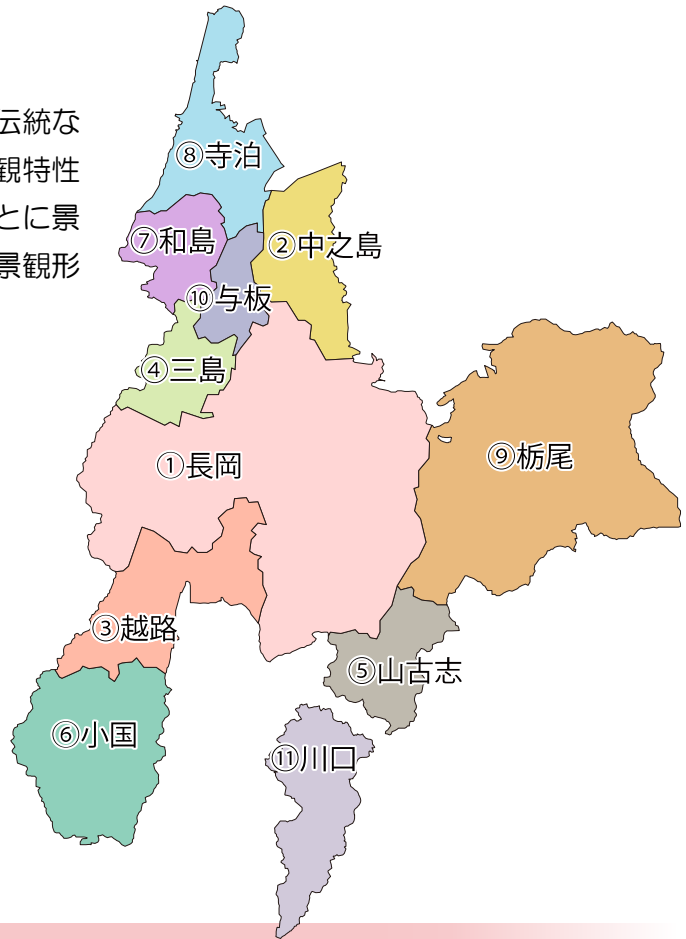 伝統な
観特性
とに景
景観形
⑧寺泊
②中之島
⑦和島
⑩与板
④三島
①長岡
⑨栃尾
③越路
⑤山古志
⑥小国
⑪川口